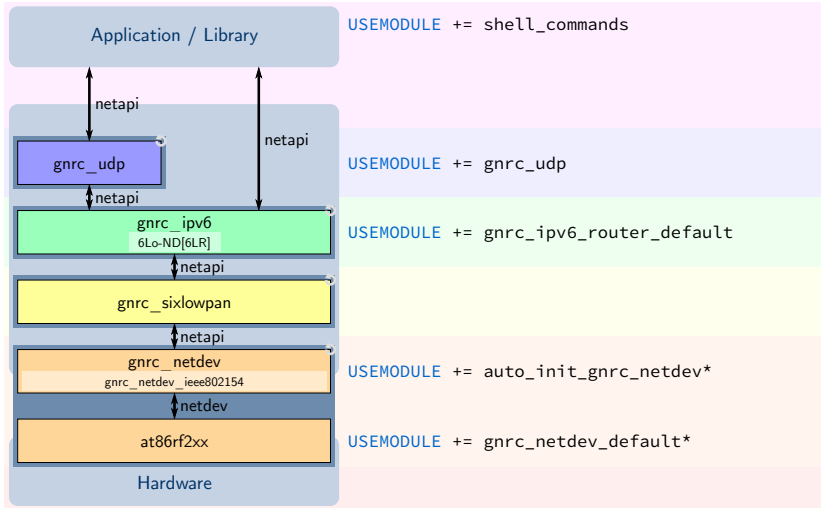 Application / Library
USEMODULE += shell_commands
netapi
netapi
gnrc_udp
USEMODULE += gnrc_udp
netapi
gnrc_ipv6
6Lo-ND[6LR]
USEMODULE += gnrc_ipv6_router_default
netapi
gnrc_sixlowpan
netapi
gnrc_netdev
gnrc_netdev_ieee802154
USEMODULE += auto_init_gnrc_netdev*
netdev
at86rf2xx
USEMODULE += gnrc_netdev_default*
Hardware